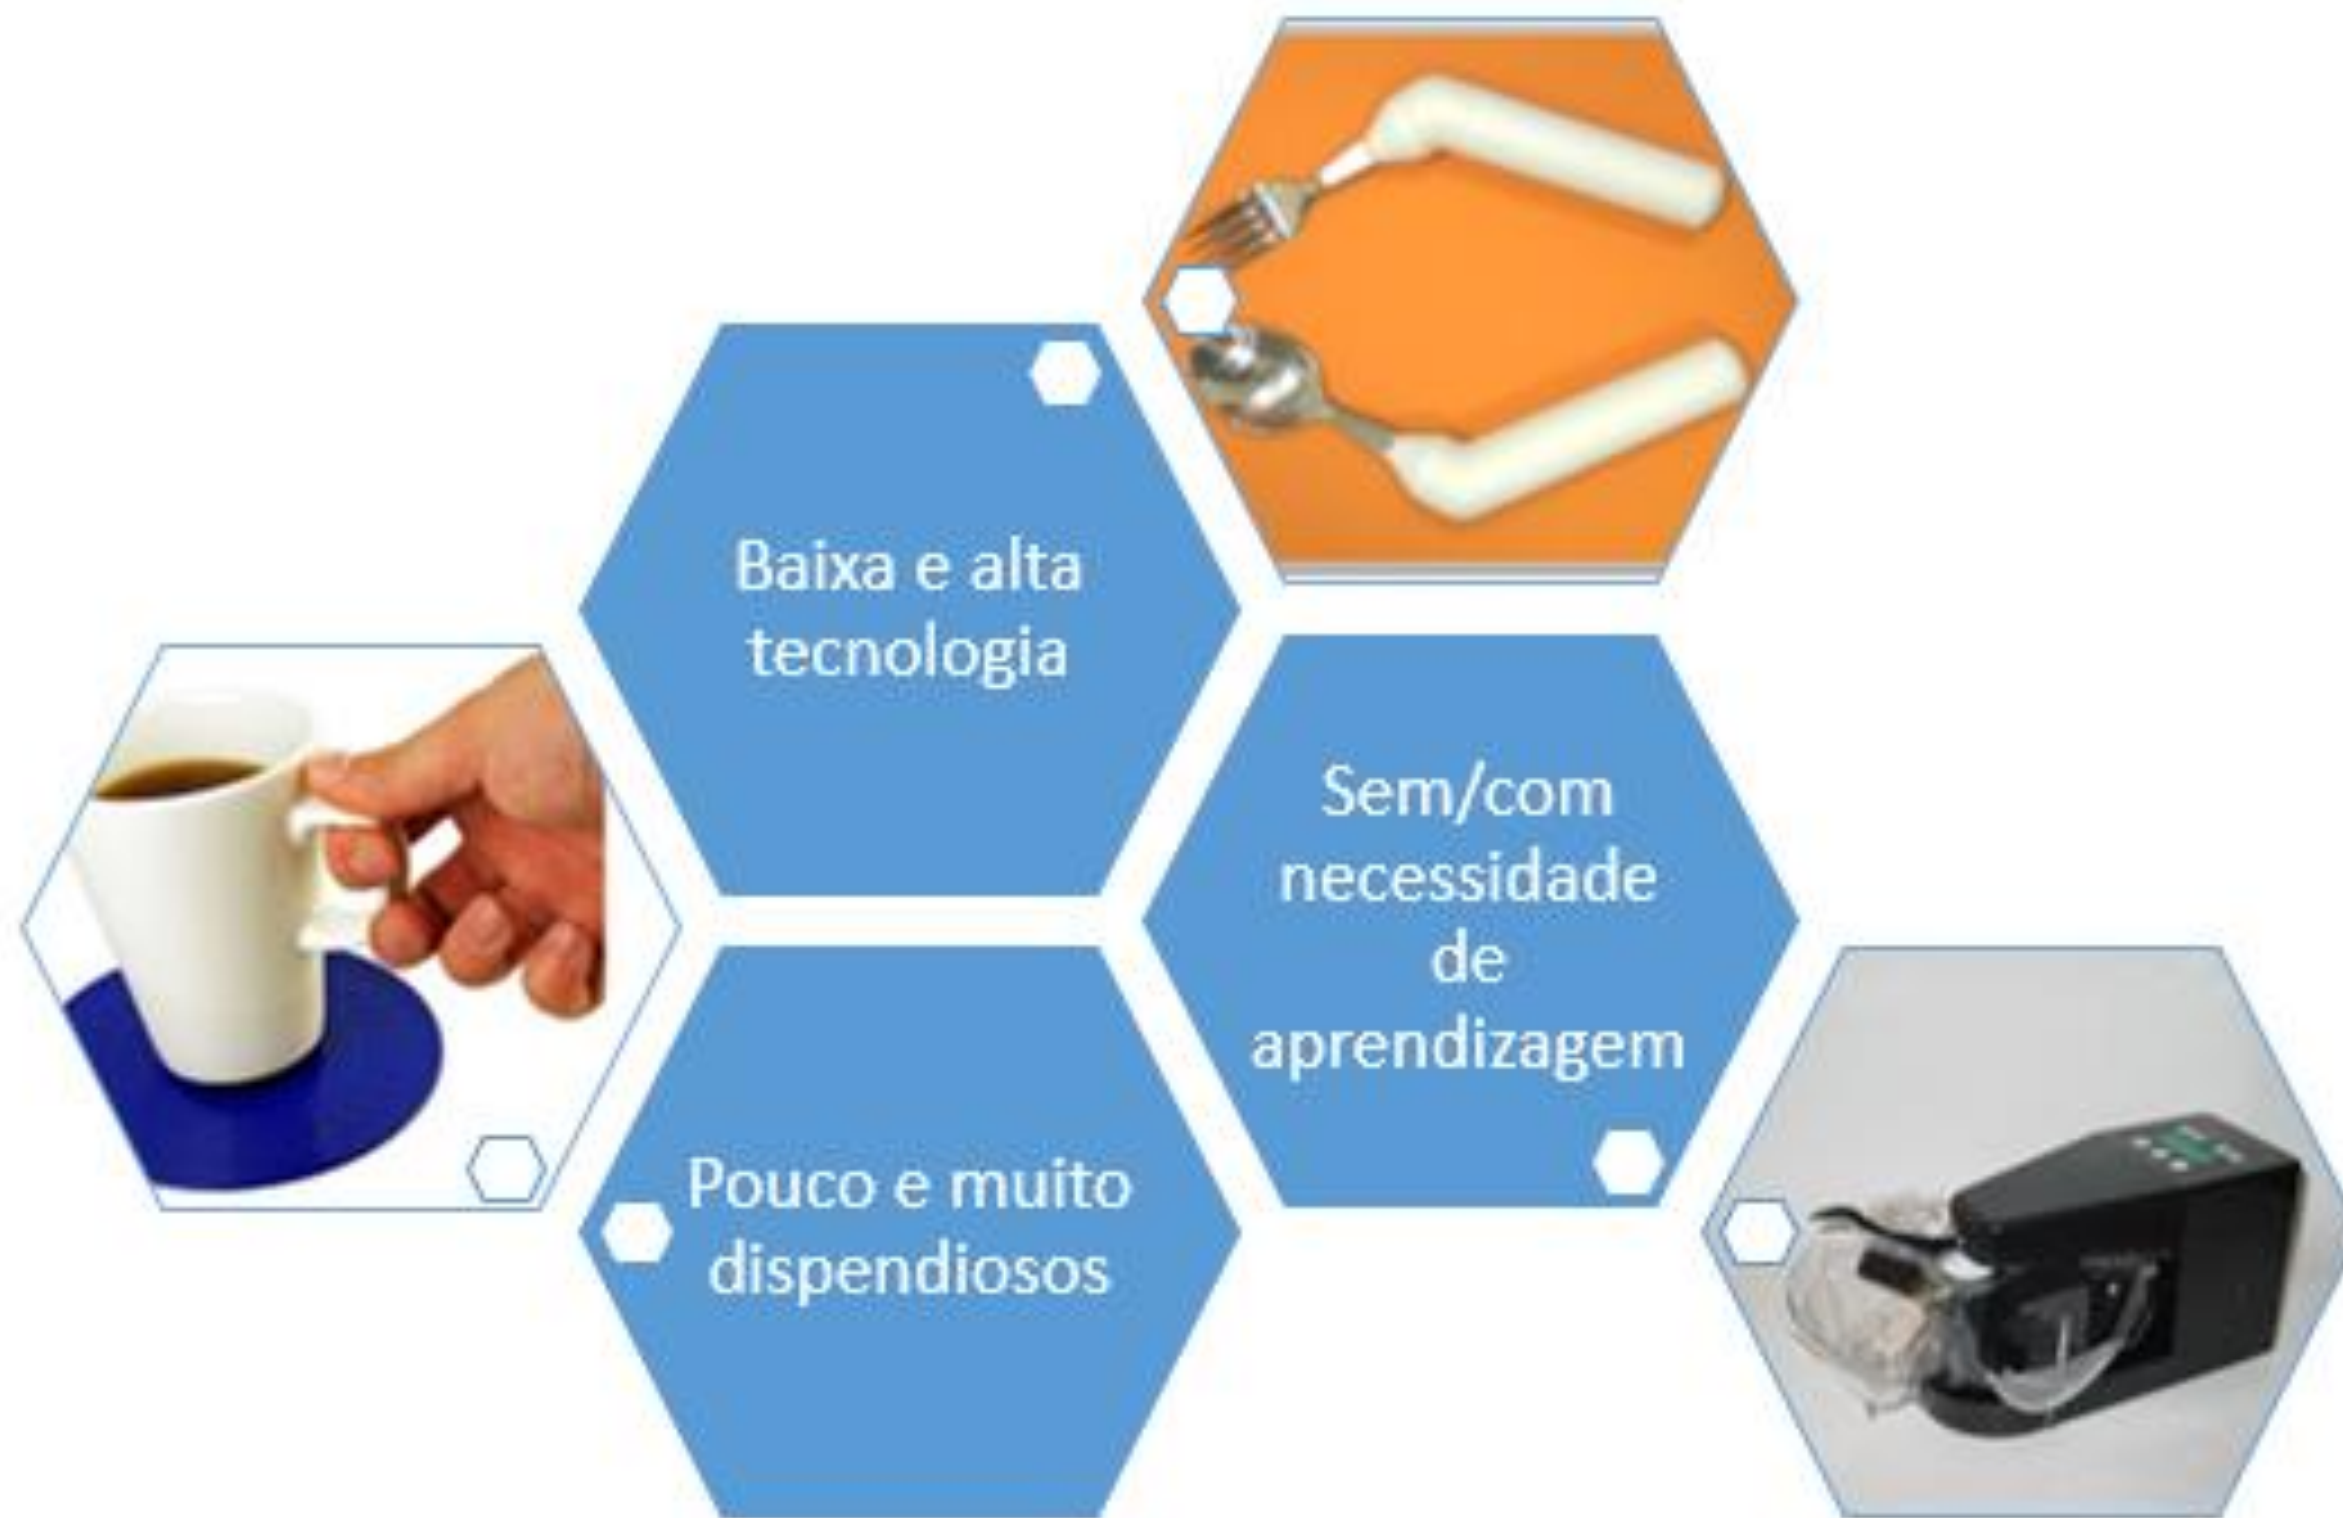 Baixa e alta
tecnologia
Sem/com
necessidade
de
aprendizagem
Pouco e muito
dispendiosos